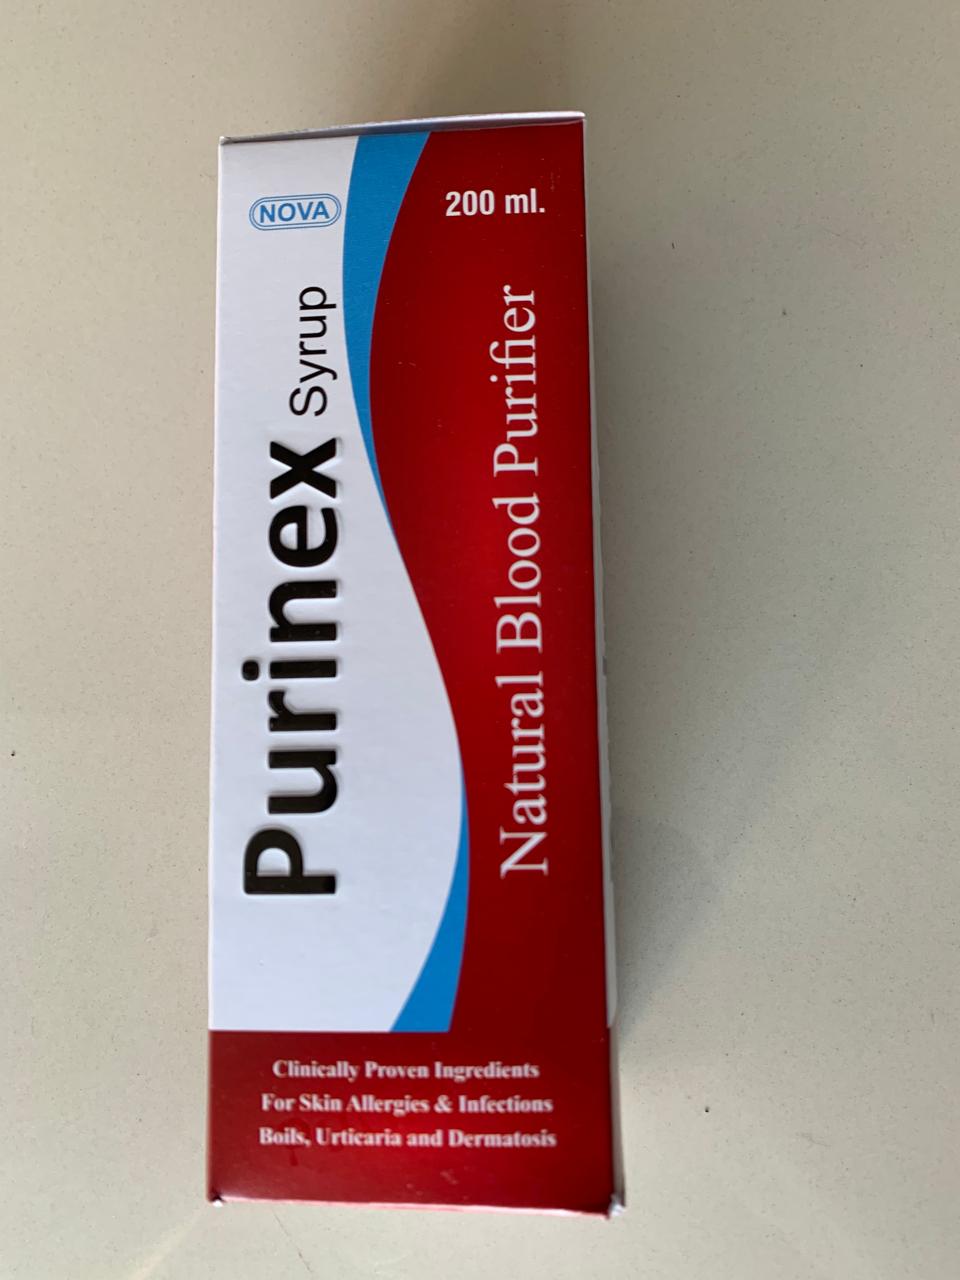 NOVA
200 ml.
Purinex Syrup
Natural Blood Purifier
Clinically Proven Ingredients
For Skin Allergies & Infections
Boils, Urticaria and Dermatosis